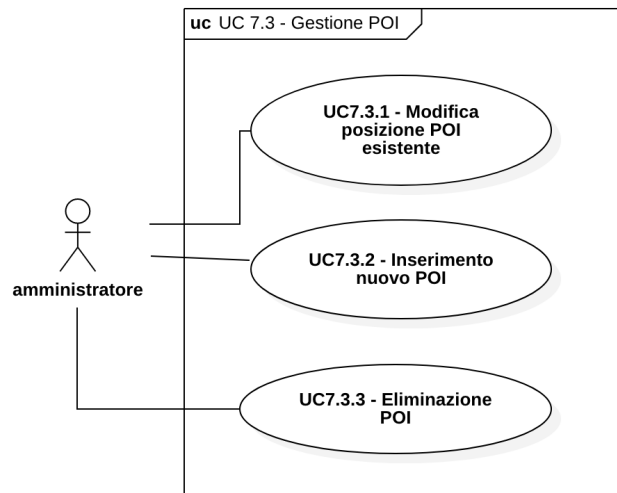 uc UC 7.3 - Gestione POI
UC7.3.1 - Modifica
posizione POI
esistente
UC7.3.2 - Inserimento
nuovo POI
amministratore
UC7.3.3 - Eliminazione
POI